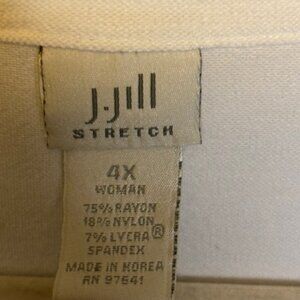 J.Jill
STRETCH
4X
WOMAN
75% RAYON
18% NYLON
7% LYCRA®
SPANDEX
MADE IN KOREA
RN 97641